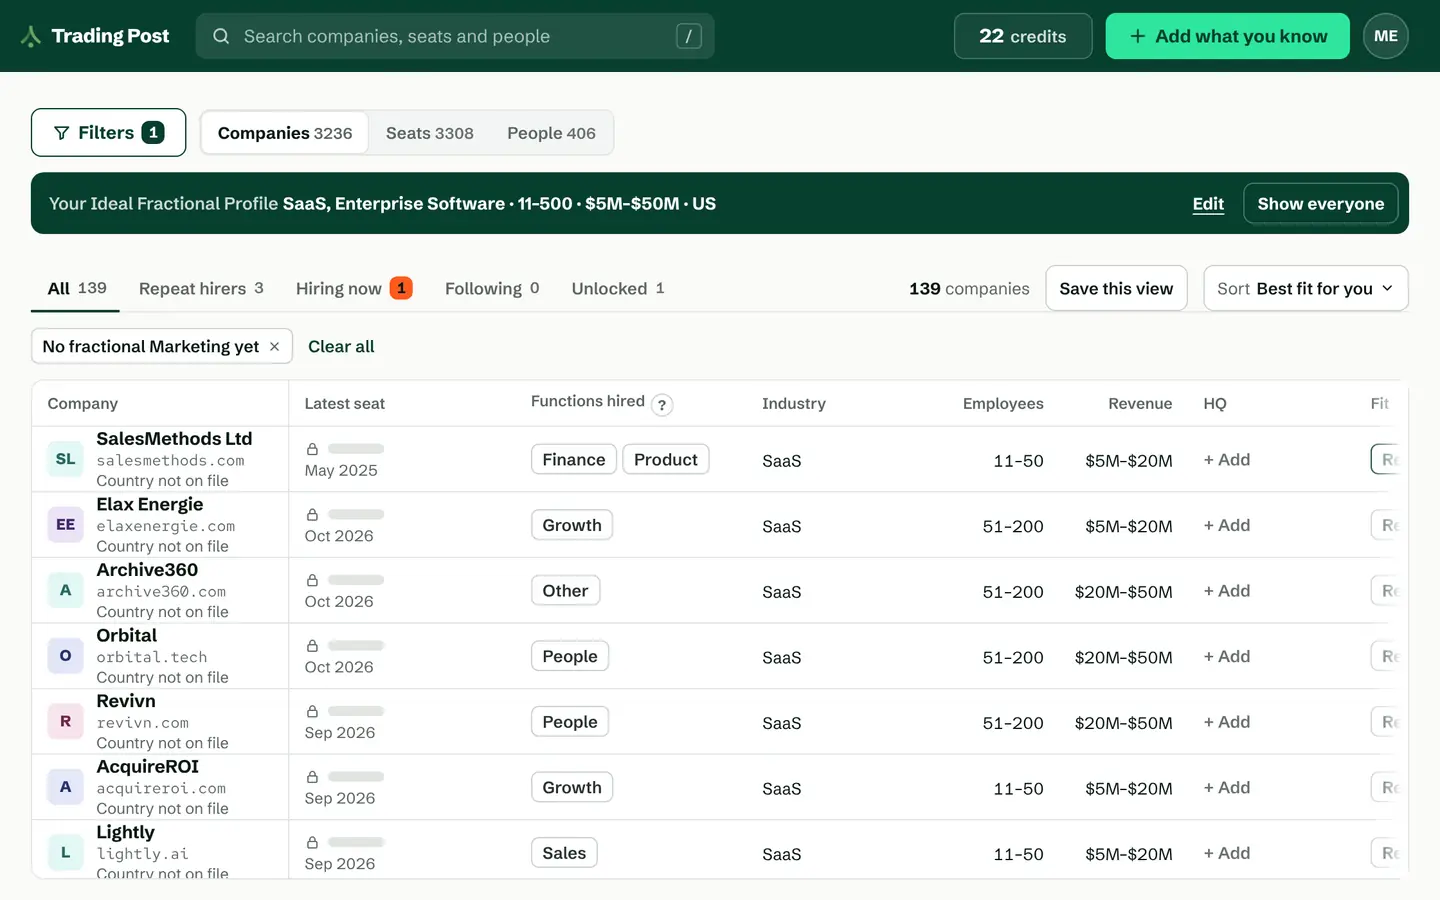 Trading Post
Search companies, seats and people /
22 credits
+ Add what you know
ME
Filters 1
Companies 3236
Seats 3308
People 406
Your Ideal Fractional Profile SaaS, Enterprise Software · 11–500 · $5M–$50M · US
Edit
Show everyone
All 139
Repeat hirers 3
Hiring now 1
Following 0
Unlocked 1
139 companies
Save this view
Sort Best fit for you
No fractional Marketing yet ×
Clear all
Company
Latest seat
Functions hired ?
Industry
Employees
Revenue
HQ
Fit
SL
SalesMethods Ltd
salesmethods.com
Country not on file
May 2025
Finance
Product
SaaS
11–50
$5M–$20M
+ Add
EE
Elax Energie
elaxenergie.com
Country not on file
Oct 2026
Growth
SaaS
51–200
$5M–$20M
+ Add
A
Archive360
archive360.com
Country not on file
Oct 2026
Other
SaaS
51–200
$20M–$50M
+ Add
O
Orbital
orbital.tech
Country not on file
Oct 2026
People
SaaS
51–200
$20M–$50M
+ Add
R
Revivn
revivn.com
Country not on file
Sep 2026
People
SaaS
51–200
$20M–$50M
+ Add
A
AcquireROI
acquireroi.com
Country not on file
Sep 2026
Growth
SaaS
11–50
$5M–$20M
+ Add
L
Lightly
lightly.ai
Country not on file
Sep 2026
Sales
SaaS
11–50
$5M–$20M
+ Add